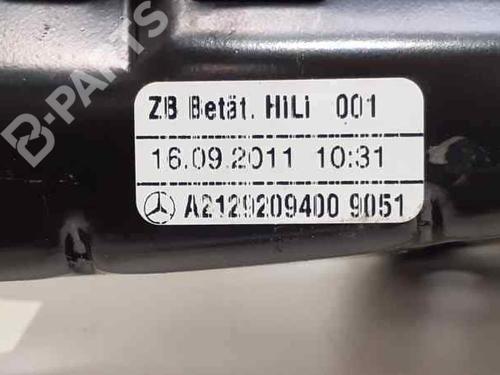 B-PARTS
ZB Betät. HiLi 001
16.09.2011 10:31
A2129209400 9051